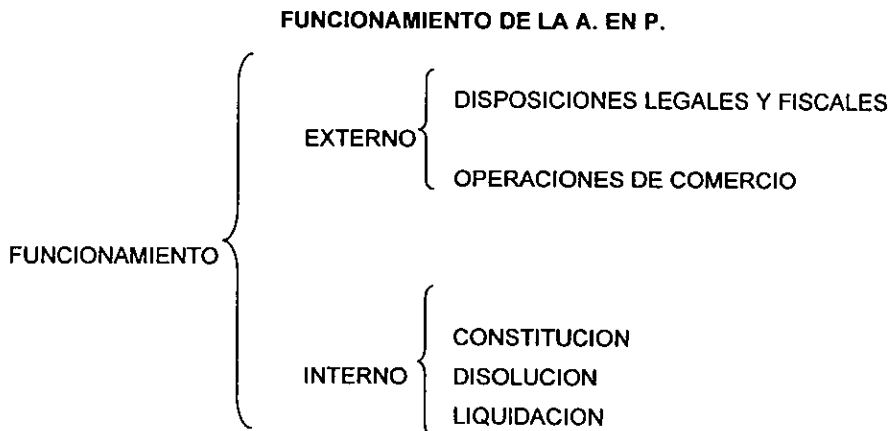 FUNCIONAMIENTO DE LA A. EN P.
FUNCIONAMIENTO
EXTERNO
DISPOSICIONES LEGALES Y FISCALES
OPERACIONES DE COMERCIO
INTERNO
CONSTITUCION
DISOLUCION
LIQUIDACION